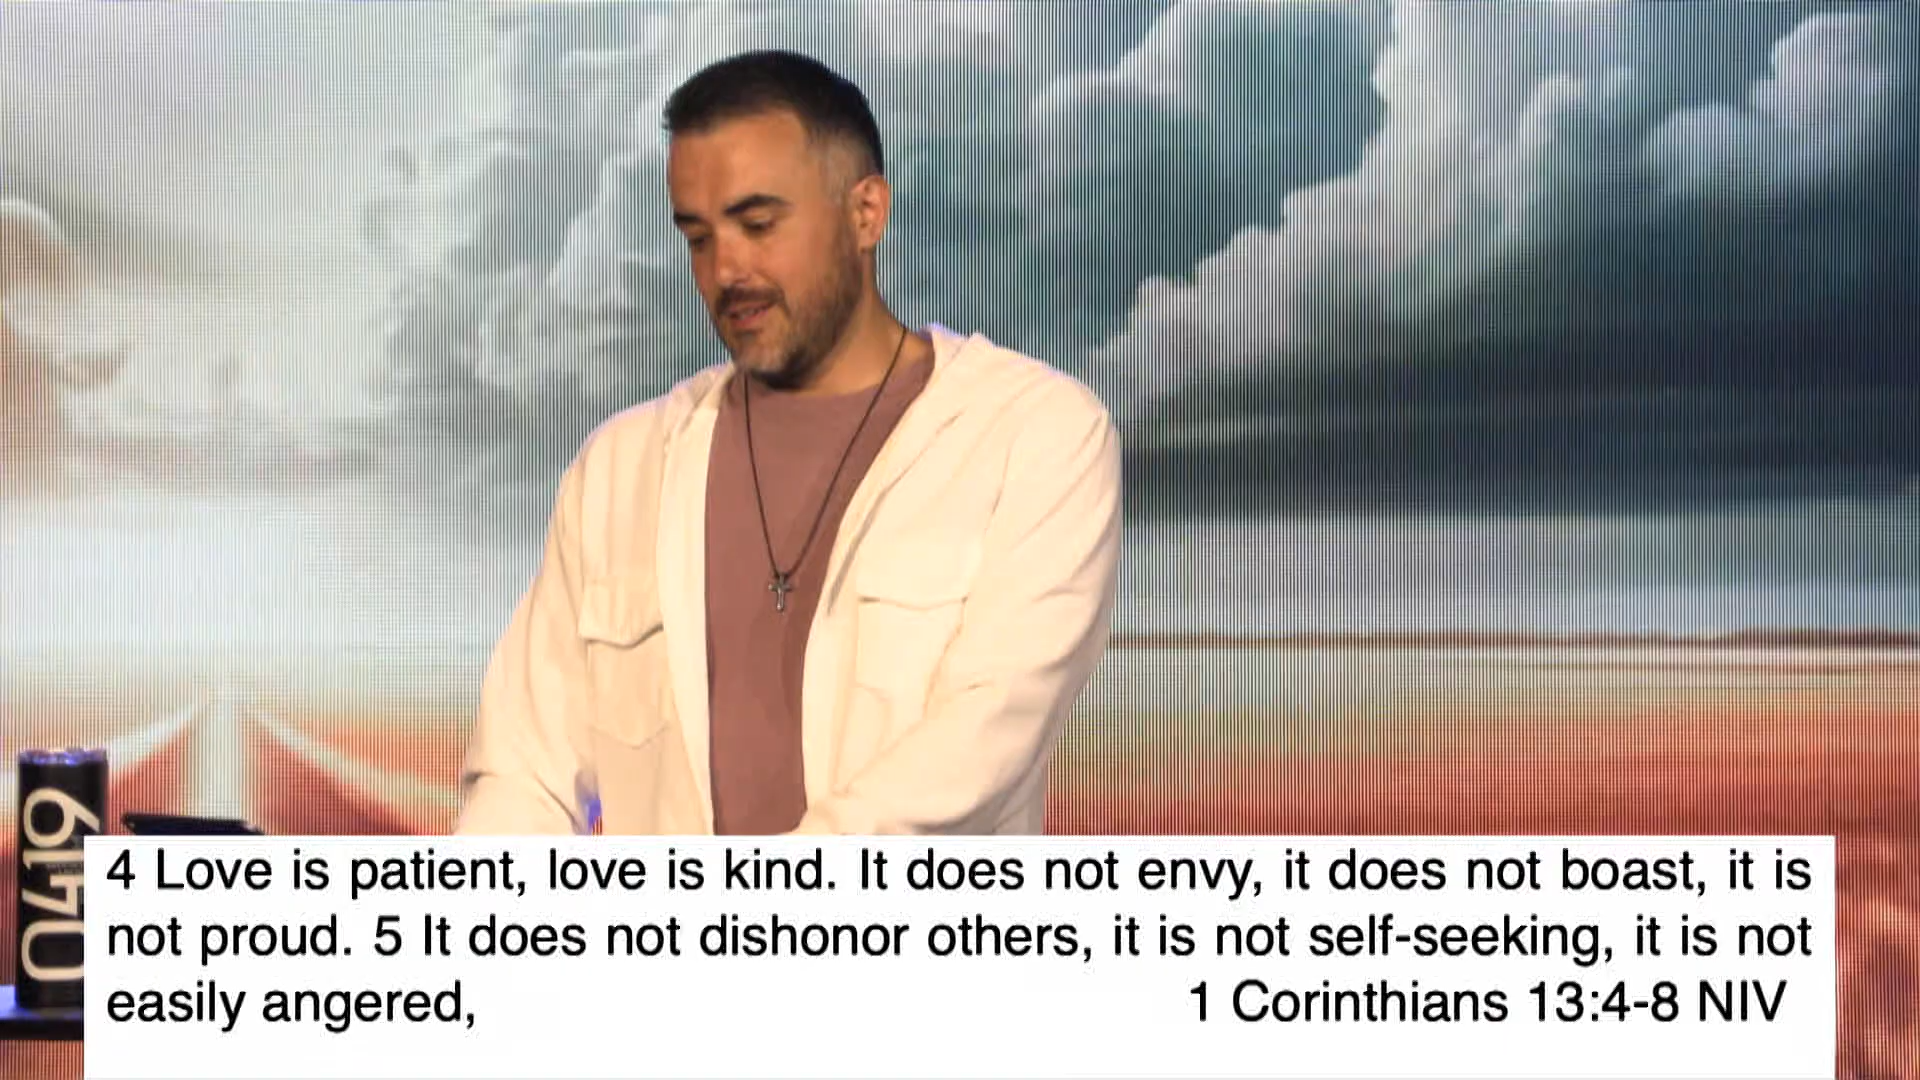 0419
4 Love is patient, love is kind. It does not envy, it does not boast, it is
not proud. 5 It does not dishonor others, it is not self-seeking, it is not
easily angered,
1 Corinthians 13:4-8 NIV